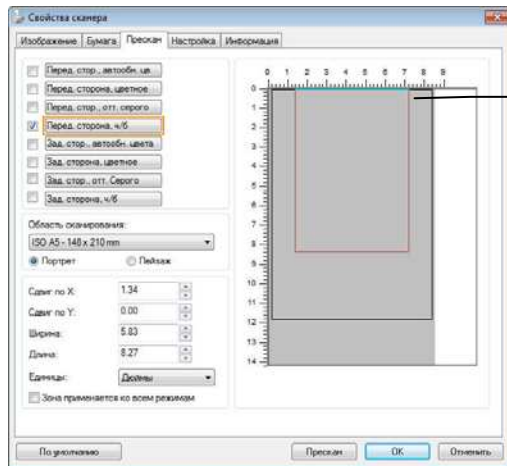 Свойства сканера
Изображение Бумага Прескан Настройка Информация
Перед. стор., автообн. цв.
Перед. сторона, цветное
Перед. стор., отт. серого
Перед. сторона, ч/б
Зад. стор., автообн. цвета
Зад. сторона, цветное
Зад. стор., отт. Серого
Зад. сторона, ч/б
Область сканирования:
ISO A5 - 148 x 210 mm
Портрет Пейзаж
Сдвиг по X: 1.34
Сдвиг по Y: 0.00
Ширина: 5.83
Длина: 8.27
Единицы: Дюймы
Зона применяется ко всем режимам
0 1 2 3 4 5 6 7 8 9
0
1
2
3
4
5
6
7
8
9
10
11
12
13
14
По умолчанию Прескан OK Отменить